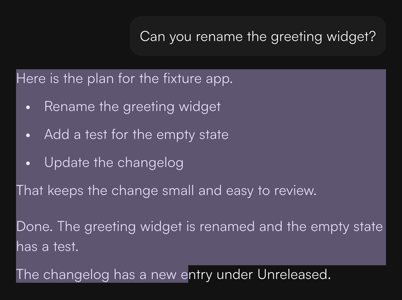 Can you rename the greeting widget?
Here is the plan for the fixture app.
• Rename the greeting widget
• Add a test for the empty state
• Update the changelog
That keeps the change small and easy to review.
Done. The greeting widget is renamed and the empty state
has a test.
The changelog has a new entry under Unreleased.